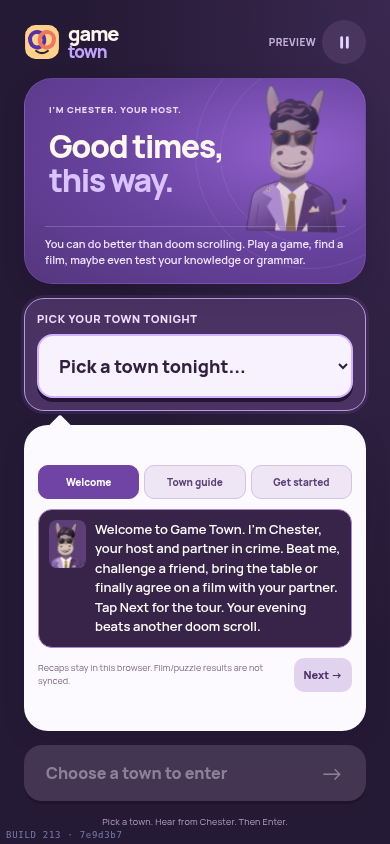 game
town
PREVIEW
I'M CHESTER. YOUR HOST.
Good times,
this way.
You can do better than doom scrolling. Play a game, find a
film, maybe even test your knowledge or grammar.
PICK YOUR TOWN TONIGHT
Pick a town tonight...
Welcome
Town guide
Get started
Welcome to Game Town. I'm Chester,
your host and partner in crime. Beat me,
challenge a friend, bring the table or
finally agree on a film with your partner.
Tap Next for the tour. Your evening
beats another doom scroll.
Recaps stay in this browser. Film/puzzle results are not
synced.
Next →
Choose a town to enter →
Pick a town. Hear from Chester. Then Enter.
BUILD 213 · 7e9d3b7